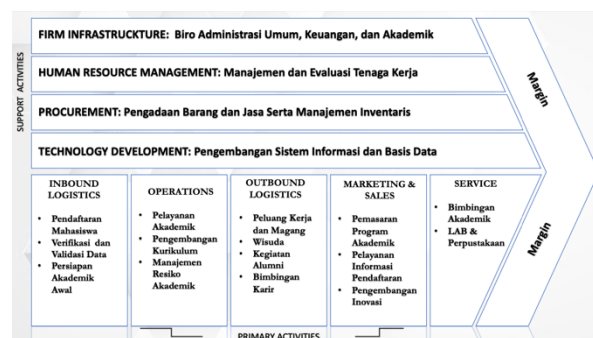 FIRM INFRASTRUCKTURE: Biro Administrasi Umum, Keuangan, dan Akademik
HUMAN RESOURCE MANAGEMENT: Manajemen dan Evaluasi Tenaga Kerja
PROCUREMENT: Pengadaan Barang dan Jasa Serta Manajemen Inventaris
TECHNOLOGY DEVELOPMENT: Pengembangan Sistem Informasi dan Basis Data
SUPPORT ACTIVITIES
Margin
Margin
INBOUND
LOGISTICS
• Pendaftaran
Mahasiswa
• Verifikasi dan
Validasi Data
• Persiapan
Akademik
Awal
OPERATIONS
• Pelayanan
Akademik
• Pengembangan
Kurikulum
• Manajemen
Resiko
Akademik
OUTBOUND
LOGISTICS
• Peluang Kerja
dan Magang
• Wisuda
• Kegiatan
Alumni
• Bimbingan
Karir
MARKETING &
SALES
• Pemasaran
Program
Akademik
• Pelayanan
Informasi
Pendaftaran
• Pengembangan
Inovasi
SERVICE
• Bimbingan
Akademik
• LAB &
Perpustakaan
PRIMARY ACTIVITIES